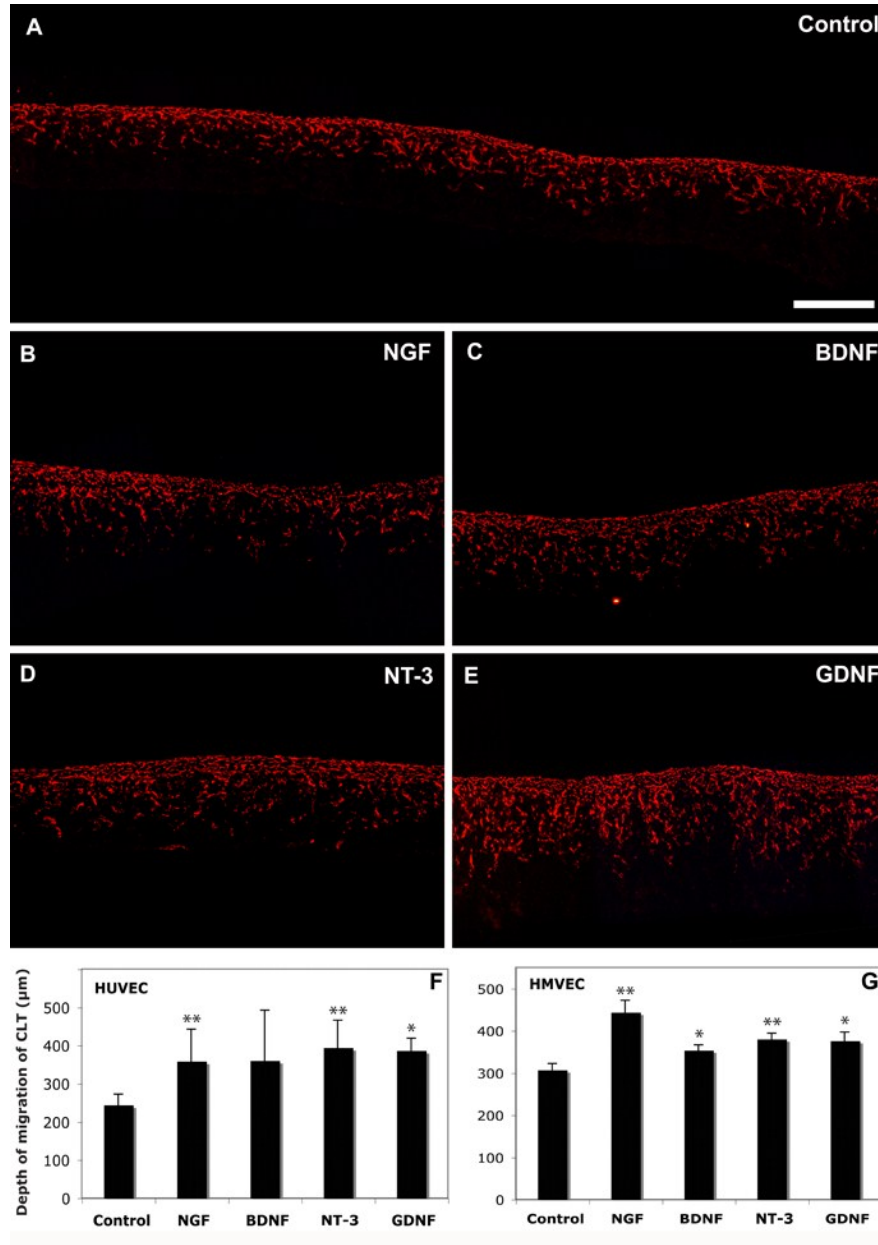 A Control
B NGF
C BDNF
D NT-3
E GDNF
Depth of migration of CLT (μm)
HUVEC F
500
400
300
200
100
0
**
**
*
Control NGF BDNF NT-3 GDNF
HMVEC G
500
400
300
200
100
0
**
*
**
*
Control NGF BDNF NT-3 GDNF